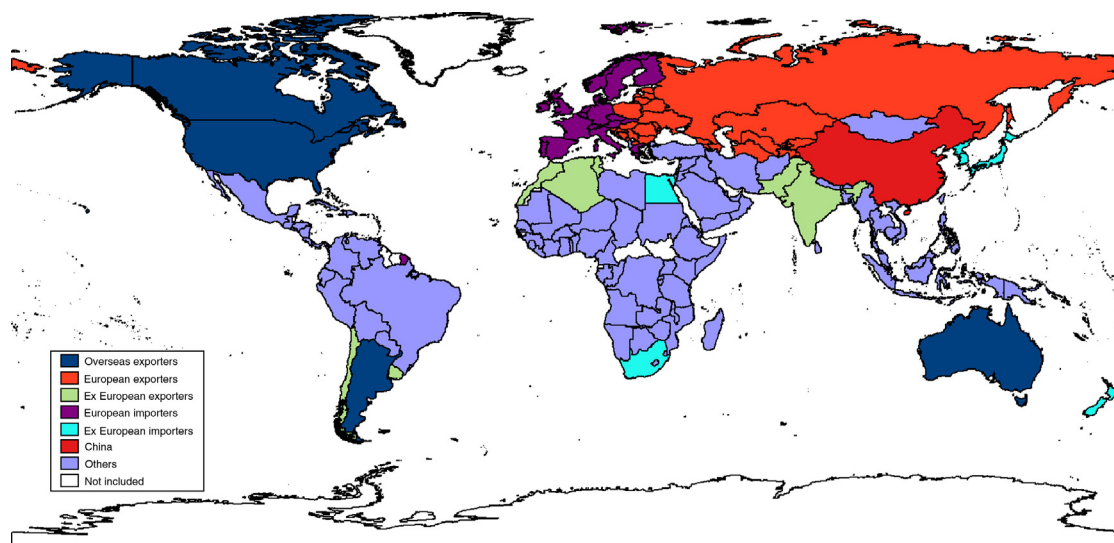 Overseas exporters
European exporters
Ex European exporters
European importers
Ex European importers
China
Others
Not included